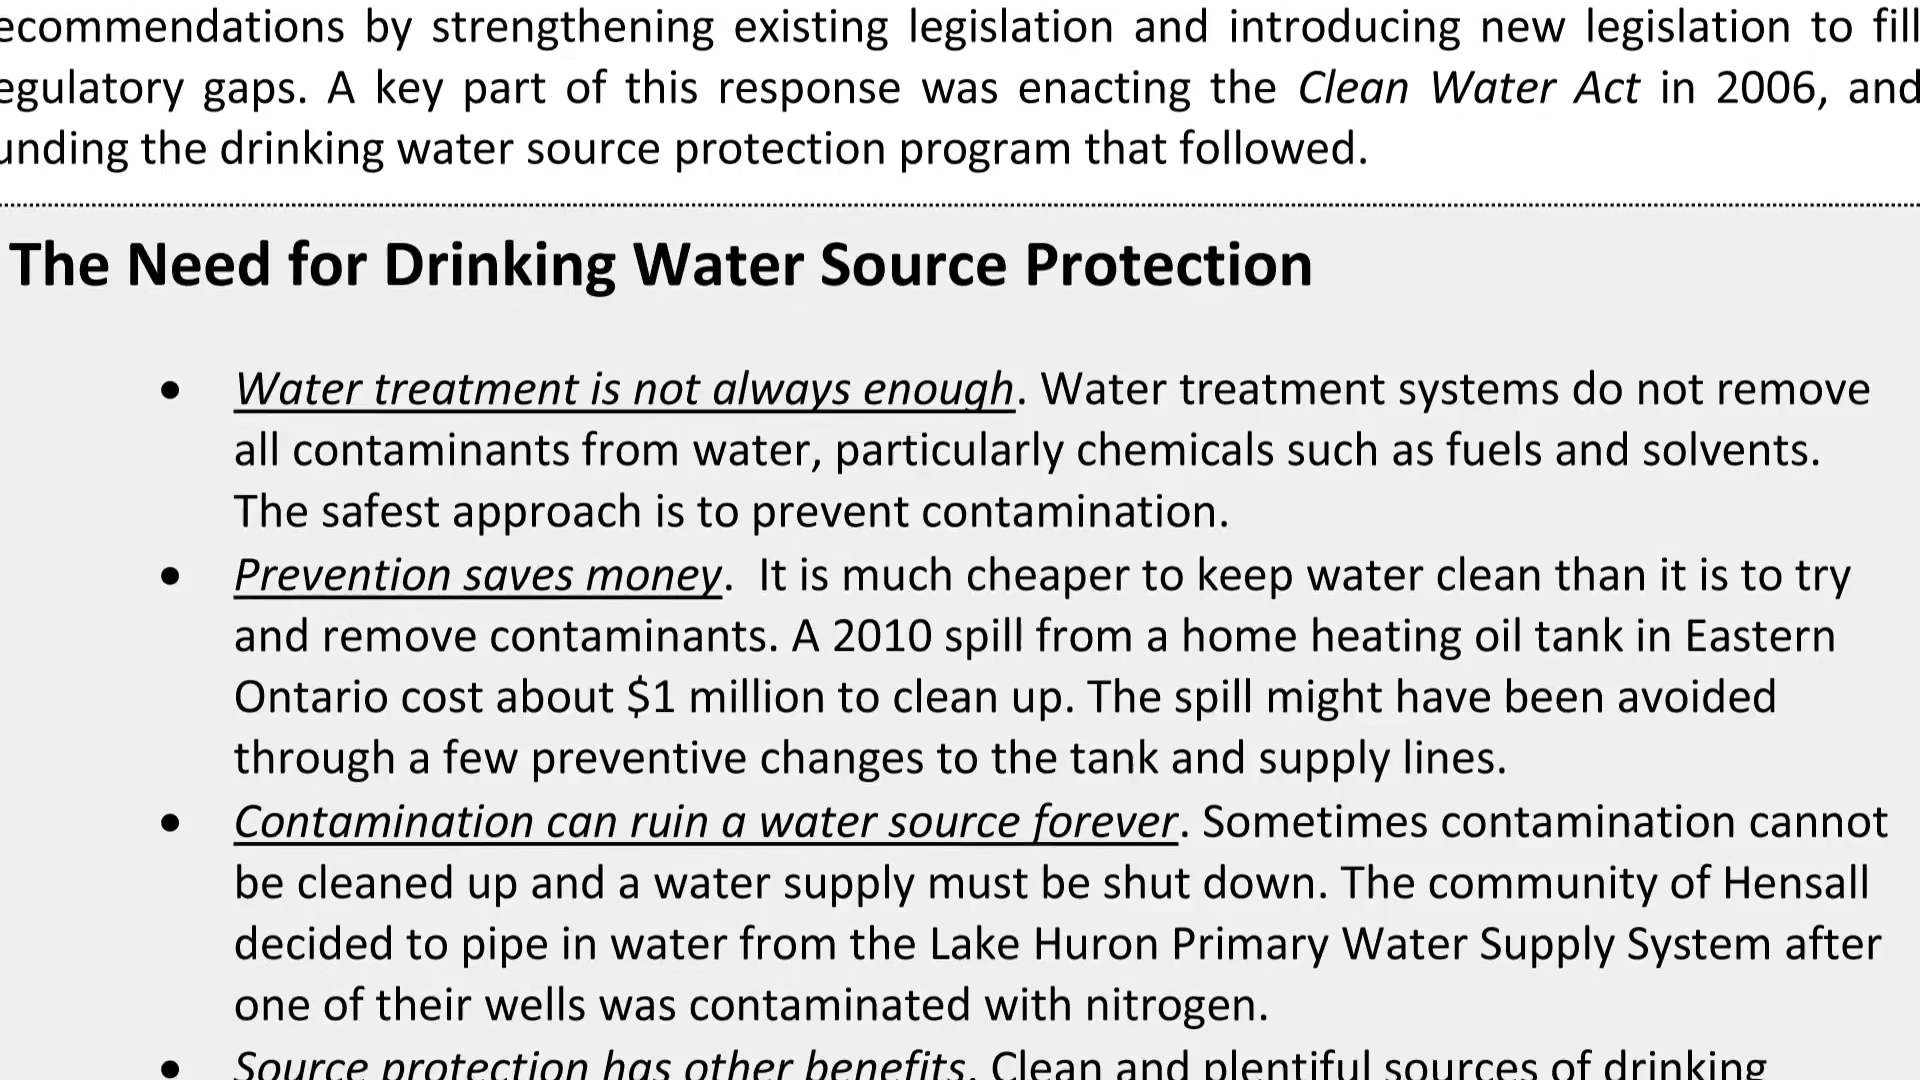 ecommendations by strengthening existing legislation and introducing new legislation to fill
egulatory gaps. A key part of this response was enacting the Clean Water Act in 2006, and
unding the drinking water source protection program that followed.
The Need for Drinking Water Source Protection
• Water treatment is not always enough. Water treatment systems do not remove
all contaminants from water, particularly chemicals such as fuels and solvents.
The safest approach is to prevent contamination.
• Prevention saves money.  It is much cheaper to keep water clean than it is to try
and remove contaminants. A 2010 spill from a home heating oil tank in Eastern
Ontario cost about $1 million to clean up. The spill might have been avoided
through a few preventive changes to the tank and supply lines.
• Contamination can ruin a water source forever. Sometimes contamination cannot
be cleaned up and a water supply must be shut down. The community of Hensall
decided to pipe in water from the Lake Huron Primary Water Supply System after
one of their wells was contaminated with nitrogen.
• Source protection has other benefits. Clean and plentiful sources of drinking